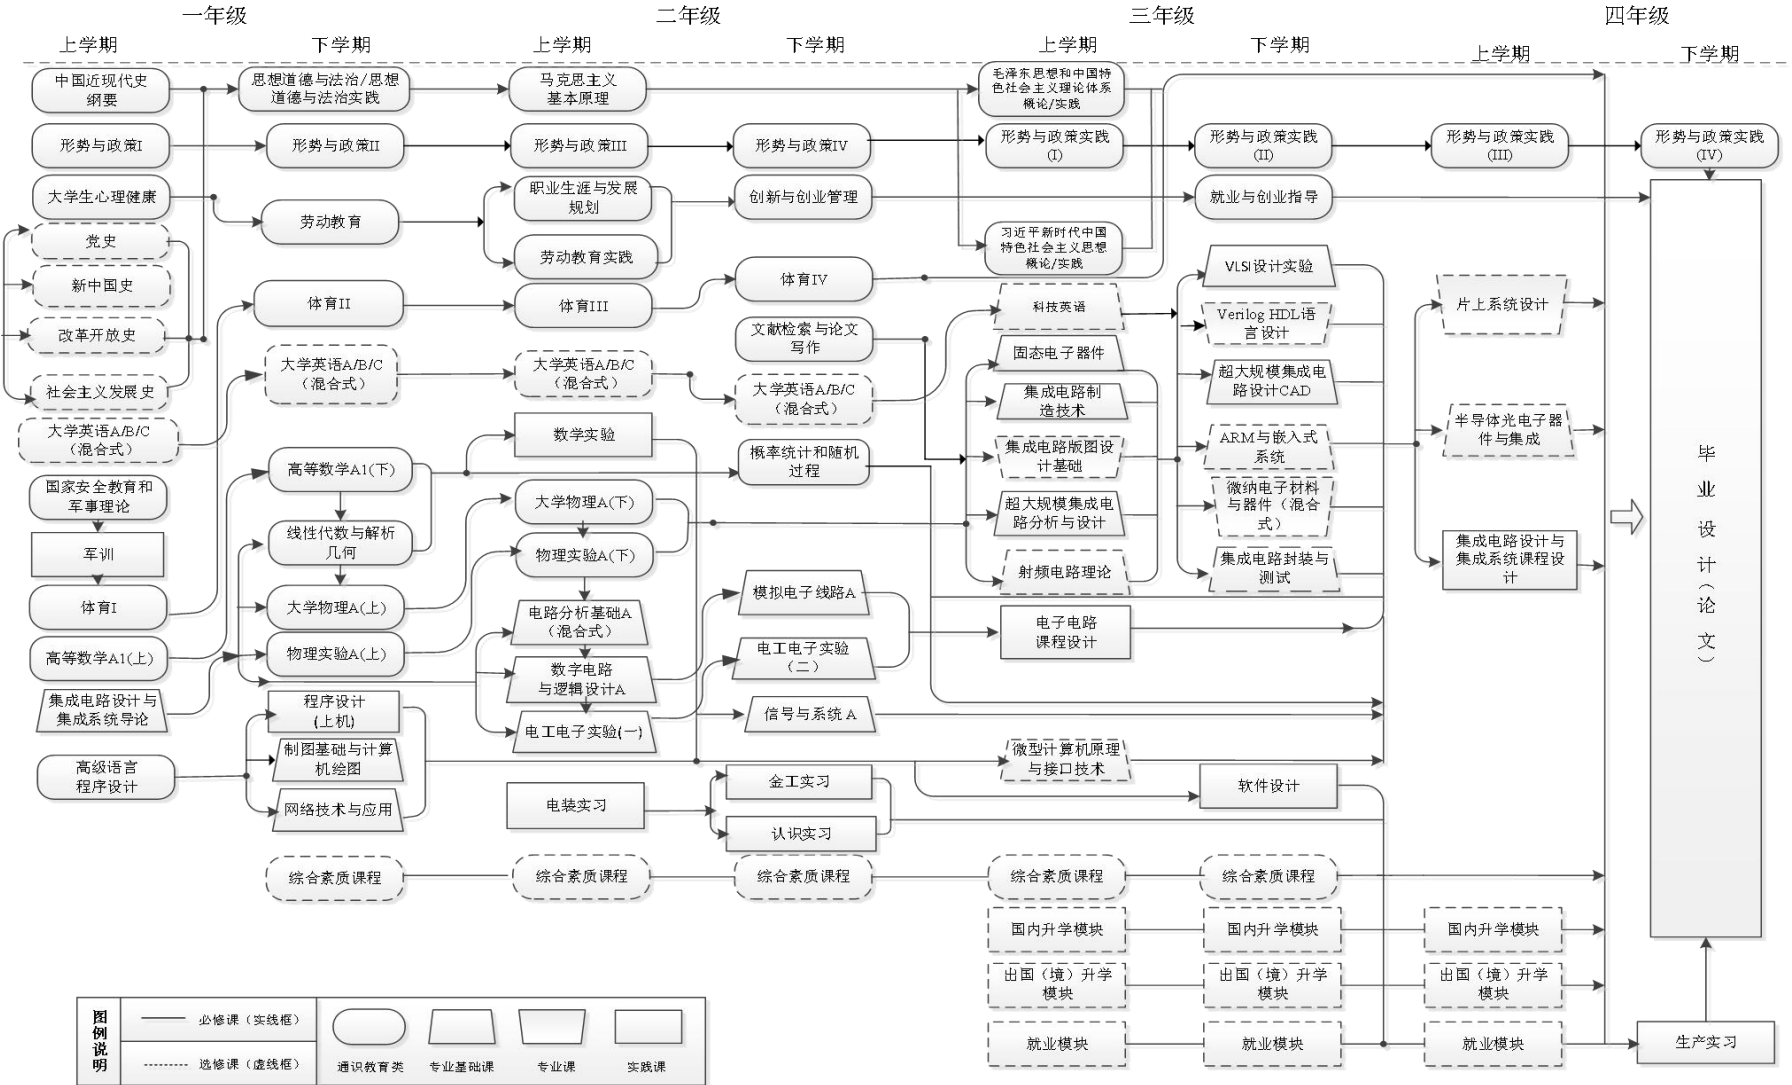 一年级
二年级
三年级
四年级
上学期
下学期
上学期
下学期
上学期
下学期
上学期
下学期
中国近现代史
纲要
思想道德与法治/思想
道德与法治实践
马克思主义
基本原理
毛泽东思想和中国特
色社会主义理论体系
概论/实践
形势与政策I
形势与政策II
形势与政策III
形势与政策IV
形势与政策实践
(I)
形势与政策实践
(II)
形势与政策实践
(III)
形势与政策实践
(IV)
大学生心理健康
劳动教育
职业生涯与发展
规划
劳动教育实践
创新与创业管理
就业与创业指导
习近平新时代中国
特色社会主义思想
概论/实践
党史
新中国史
改革开放史
社会主义发展史
体育II
体育III
体育IV
大学英语A/B/C
（混合式）
大学英语A/B/C
（混合式）
大学英语A/B/C
（混合式）
大学英语A/B/C
（混合式）
文献检索与论文
写作
科技英语
固态电子器件
集成电路制
造技术
集成电路版图设
计基础
超大规模集成电
路分析与设计
射频电路理论
VLSI设计实验
Verilog HDL语
言设计
超大规模集成电
路设计CAD
ARM与嵌入式
系统
微纳电子材料
与器件（混合
式）
集成电路封装与
测试
片上系统设计
半导体光电子器
件与集成
集成电路设计与
集成系统课程设
计
国家安全教育和
军事理论
军训
体育I
高等数学A1(上)
集成电路设计与
集成系统导论
高级语言
程序设计
高等数学A1(下)
线性代数与解析
几何
大学物理A(上)
物理实验A(上)
程序设计
(上机)
制图基础与计算
机绘图
网络技术与应用
数学实验
大学物理A(下)
物理实验A(下)
电路分析基础A
（混合式）
数字电路
与逻辑设计A
电工电子实验(一)
电装实习
概率统计和随机
过程
模拟电子线路A
电工电子实验
（二）
信号与系统 A
金工实习
认识实习
电子电路
课程设计
微型计算机原理
与接口技术
软件设计
毕
业
设
计
（
论
文
）
综合素质课程
综合素质课程
综合素质课程
综合素质课程
综合素质课程
国内升学模块
国内升学模块
国内升学模块
出国（境）升学
模块
出国（境）升学
模块
出国（境）升学
模块
就业模块
就业模块
就业模块
生产实习
图
例
说
明
必修课（实线框）
选修课（虚线框）
通识教育类
专业基础课
专业课
实践课